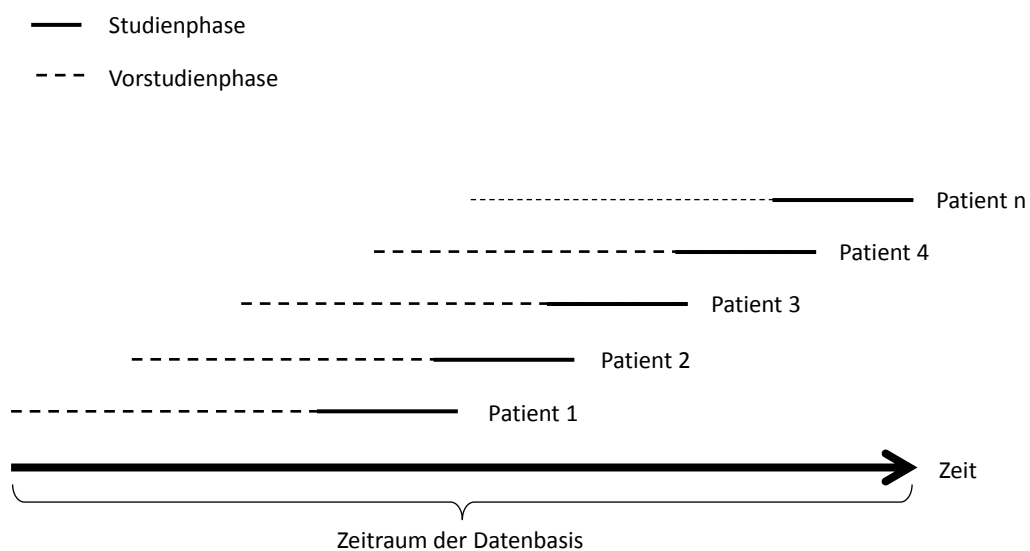 Studienphase
Vorstudienphase
Patient n
Patient 4
Patient 3
Patient 2
Patient 1
Zeit
Zeitraum der Datenbasis